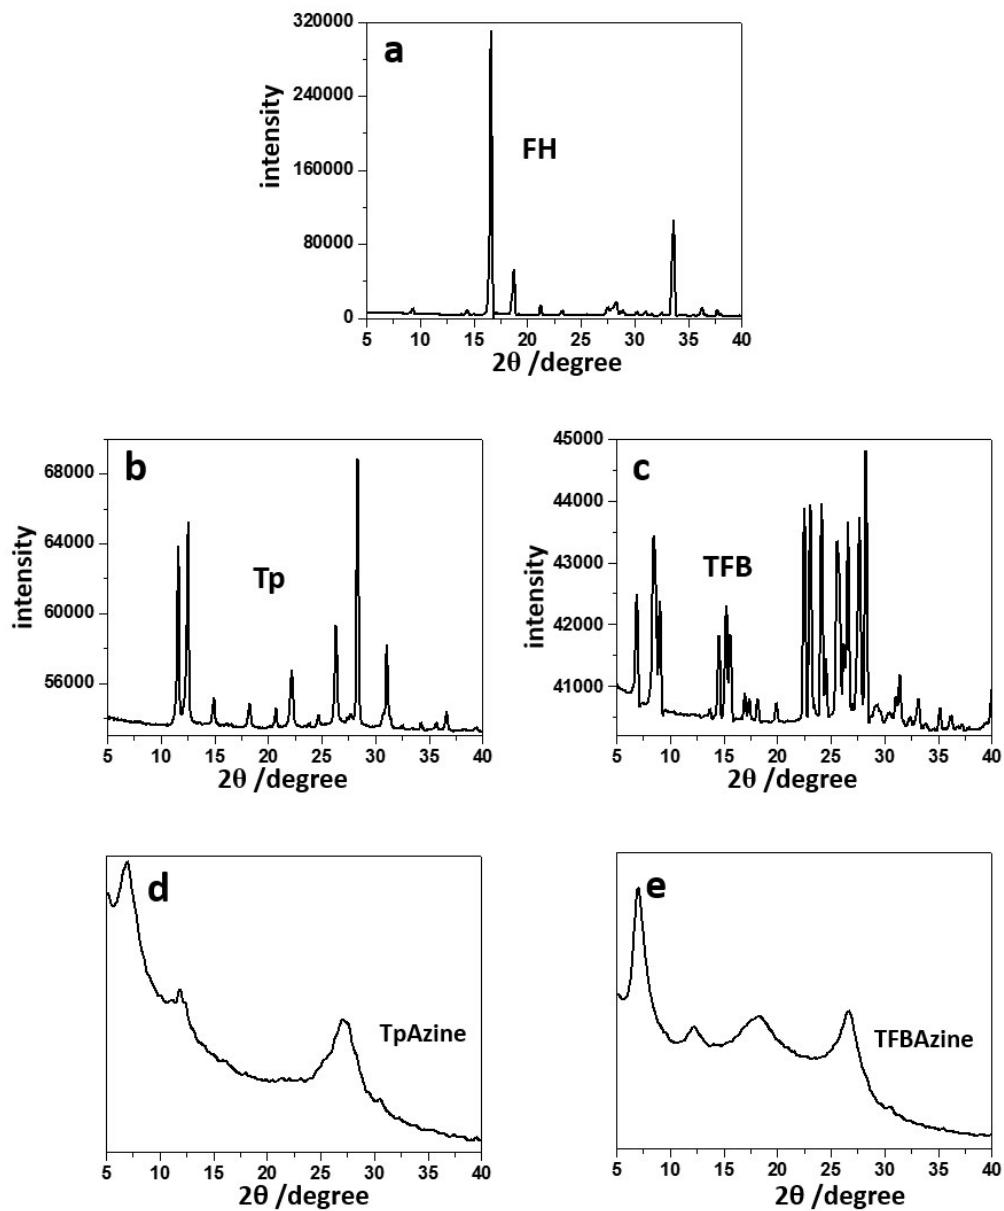 a
FH
intensity
320000
240000
160000
80000
0
5 10 15 20 25 30 35 40
2θ /degree
b
Tp
intensity
68000
64000
60000
56000
5 10 15 20 25 30 35 40
2θ /degree
c
TFB
intensity
45000
44000
43000
42000
41000
5 10 15 20 25 30 35 40
2θ /degree
d
TpAzine
5 10 15 20 25 30 35 40
2θ /degree
e
TFBAzine
5 10 15 20 25 30 35 40
2θ /degree